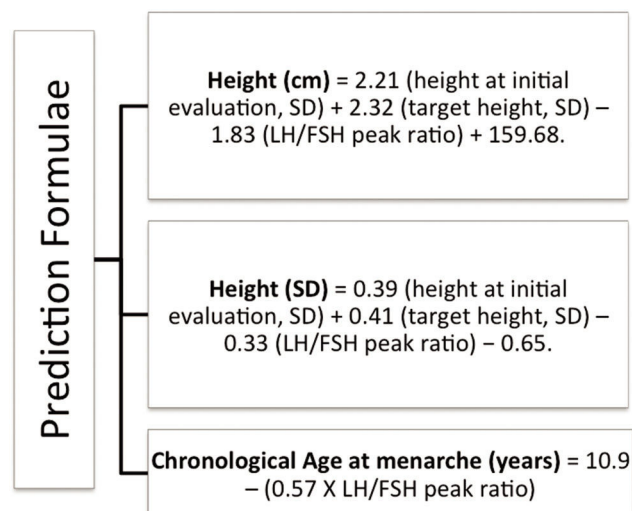 Prediction Formulae
Height (cm) = 2.21 (height at initial
evaluation, SD) + 2.32 (target height, SD) –
1.83 (LH/FSH peak ratio) + 159.68.
Height (SD) = 0.39 (height at initial
evaluation, SD) + 0.41 (target height, SD) –
0.33 (LH/FSH peak ratio) – 0.65.
Chronological Age at menarche (years) = 10.9
– (0.57 X LH/FSH peak ratio)